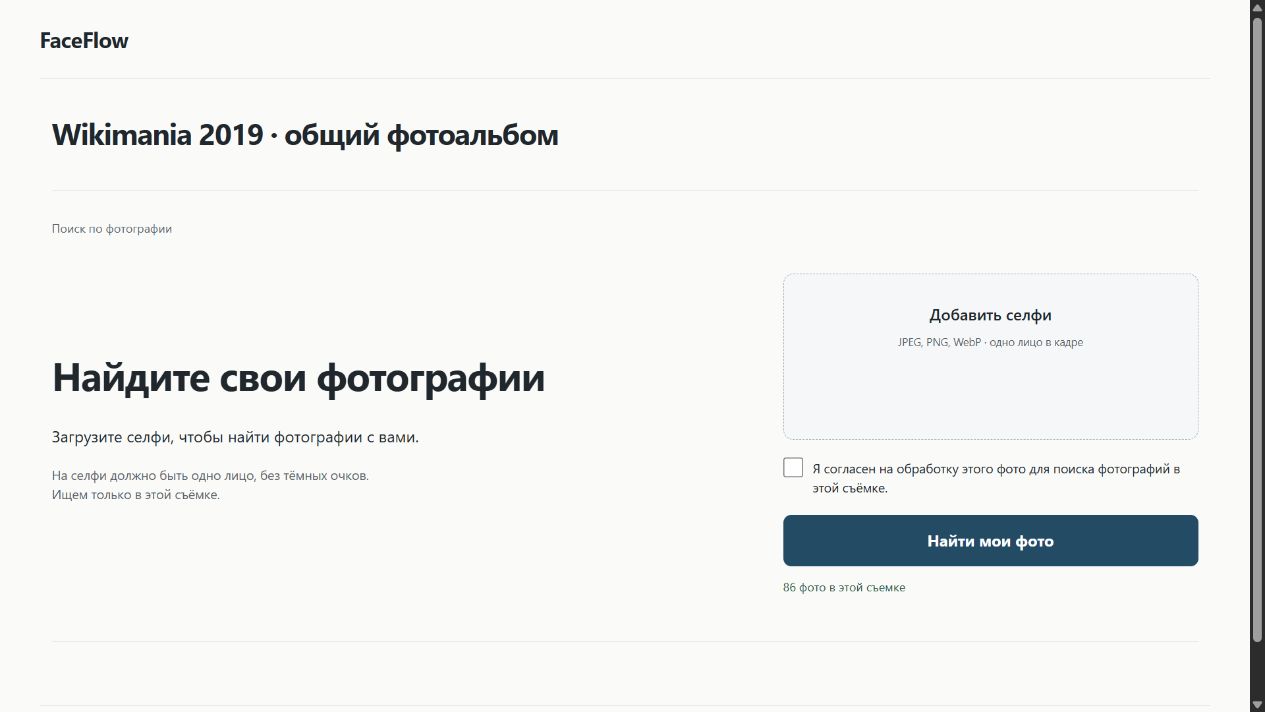 FaceFlow
Wikimania 2019 · общий фотоальбом
Поиск по фотографии
Найдите свои фотографии
Загрузите селфи, чтобы найти фотографии с вами.
На селфи должно быть одно лицо, без тёмных очков.
Ищем только в этой съёмке.
Добавить селфи
JPEG, PNG, WebP · одно лицо в кадре
Я согласен на обработку этого фото для поиска фотографий в
этой съёмке.
Найти мои фото
86 фото в этой съемке